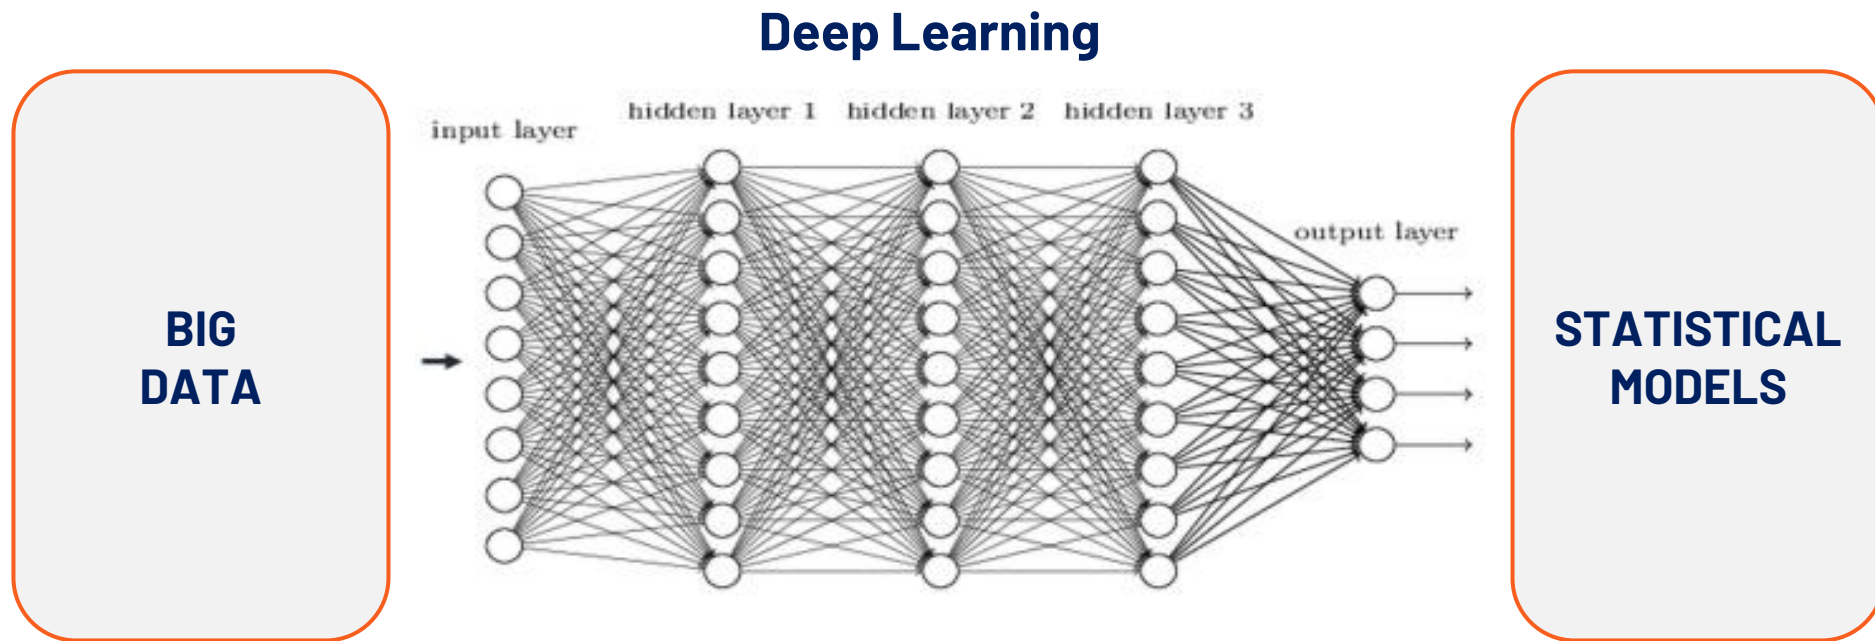 Deep Learning
BIG
DATA
input layer
hidden layer 1
hidden layer 2
hidden layer 3
output layer
STATISTICAL
MODELS